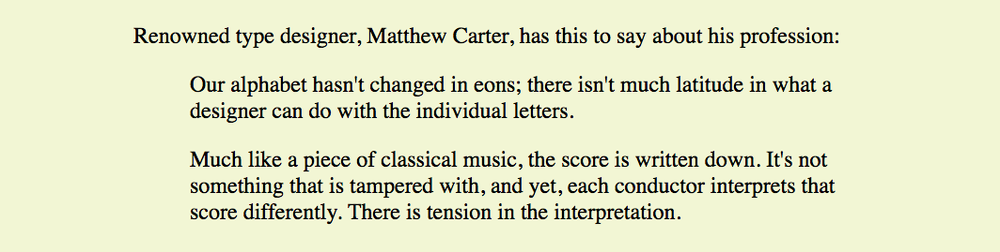 Renowned type designer, Matthew Carter, has this to say about his profession:
Our alphabet hasn't changed in eons; there isn't much latitude in what a
designer can do with the individual letters.
Much like a piece of classical music, the score is written down. It's not
something that is tampered with, and yet, each conductor interprets that
score differently. There is tension in the interpretation.